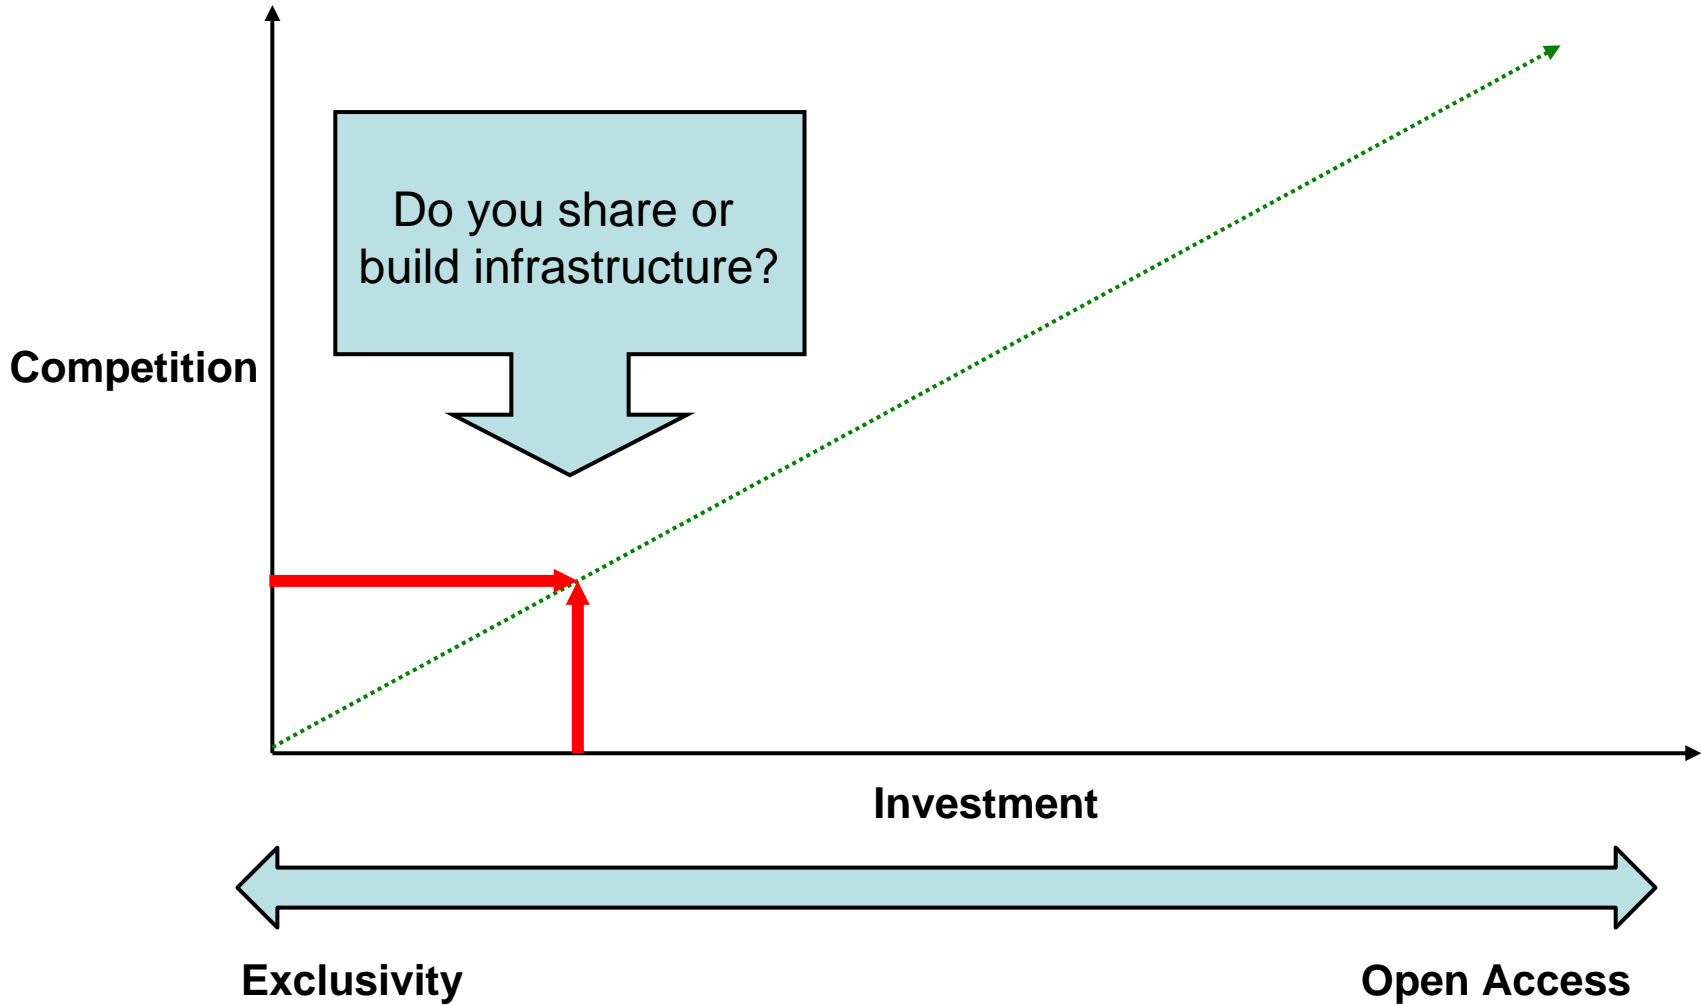 Do you share or
build infrastructure?
Competition
Investment
Exclusivity
Open Access